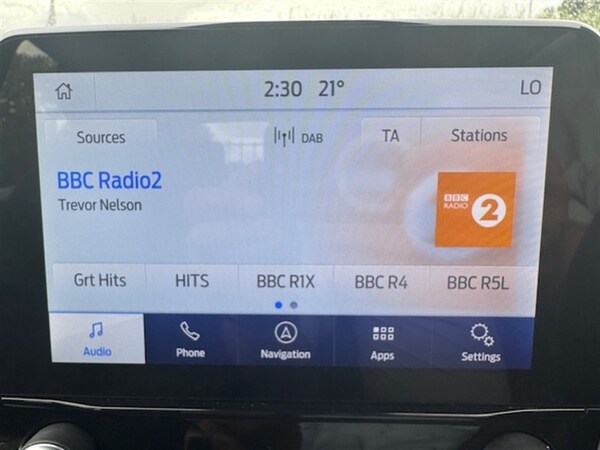 2:30 21° LO
Sources DAB TA Stations
BBC Radio2
Trevor Nelson
BBC
RADIO 2
Grt Hits HITS BBC R1X BBC R4 BBC R5L
Audio Phone Navigation Apps Settings